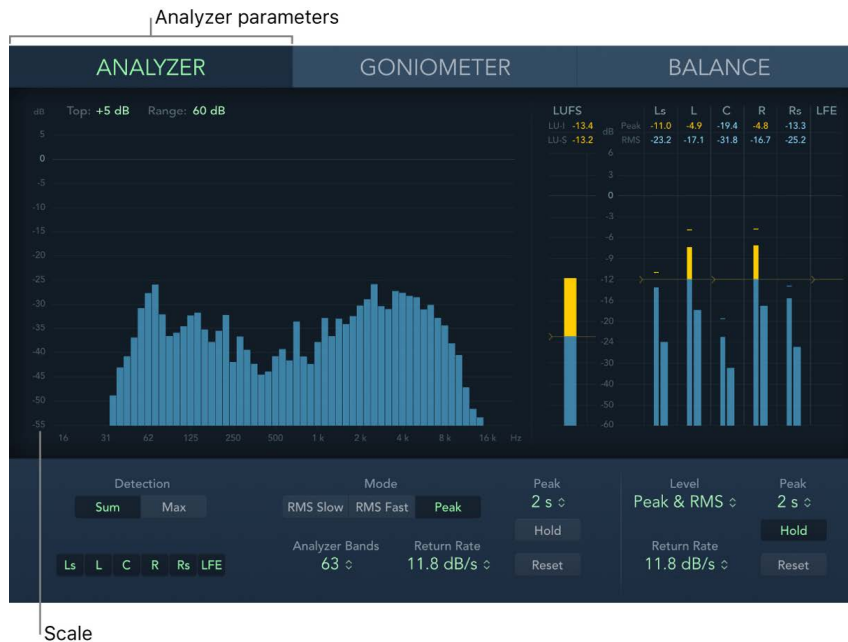 Analyzer parameters
ANALYZER GONIOMETER BALANCE
dB Top: +5 dB Range: 60 dB
5
0
-5
-10
-15
-20
-25
-30
-35
-40
-45
-50
-55
16 31 62 125 250 500 1 k 2 k 4 k 8 k 16 k Hz
LUFS Ls L C R Rs LFE
LU-I -13.4 dB Peak -11.0 -4.9 -19.4 -4.8 -13.3
LU-S -13.2 RMS -23.2 -17.1 -31.8 -16.7 -25.2
6
3
0
-3
-6
-9
-12
-16
-20
-24
-30
-40
-50
-60
Detection
Sum Max
Ls L C R Rs LFE
Mode
RMS Slow RMS Fast Peak
Analyzer Bands Return Rate
63 11.8 dB/s
Peak
2 s
Hold
Reset
Level
Peak & RMS
Return Rate
11.8 dB/s
Peak
2 s
Hold
Reset
Scale